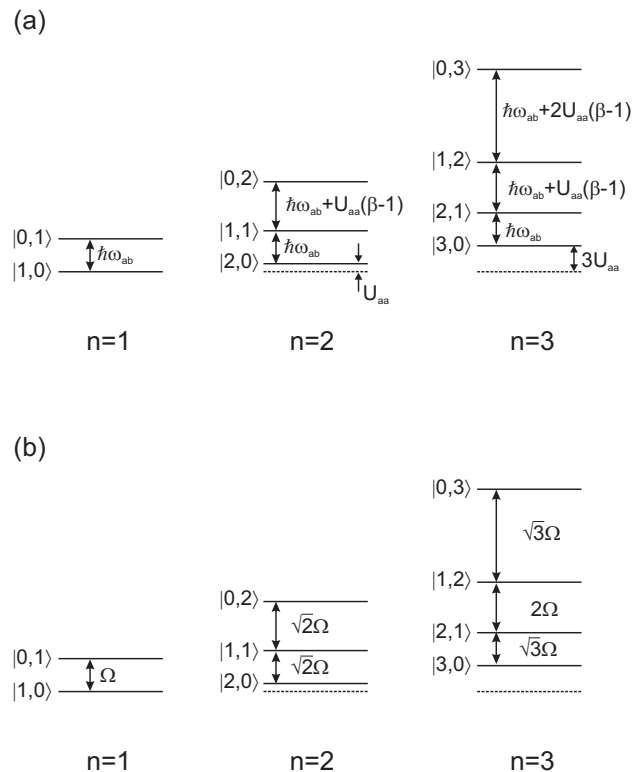 (a)
|0,3⟩
ħω_ab+2U_aa(β-1)
|1,2⟩
|0,2⟩
ħω_ab+U_aa(β-1)
ħω_ab+U_aa(β-1)
|0,1⟩
|1,1⟩
|2,1⟩
ħω_ab
ħω_ab
ħω_ab
|1,0⟩
|2,0⟩
|3,0⟩
U_aa
3U_aa
n=1
n=2
n=3
(b)
|0,3⟩
√3Ω
|1,2⟩
|0,2⟩
√2Ω
2Ω
|0,1⟩
|1,1⟩
|2,1⟩
Ω
√2Ω
√3Ω
|1,0⟩
|2,0⟩
|3,0⟩
n=1
n=2
n=3